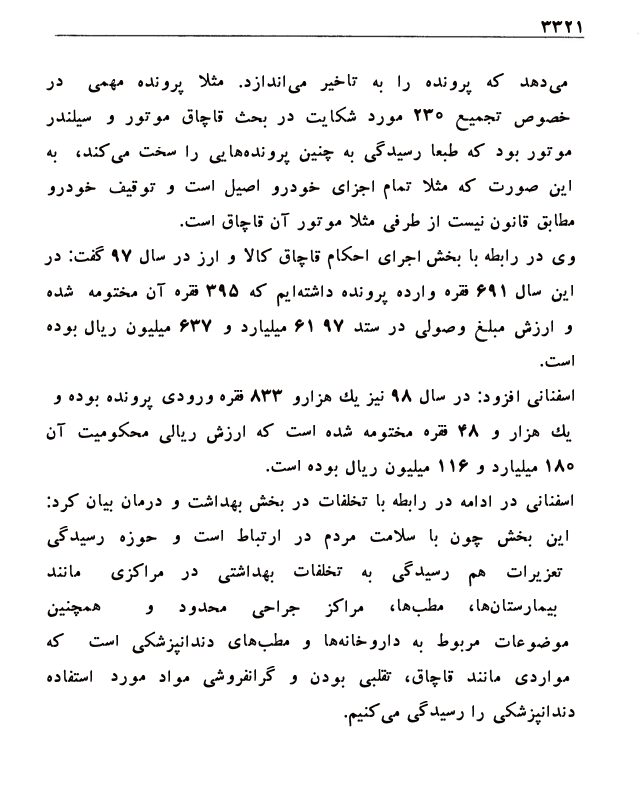 ۳۳۲۱
می‌دهد که پرونده را به تاخیر می‌اندازد. مثلا پرونده مهمی در
خصوص تجمیع ۲۳۰ مورد شکایت در بحث قاچاق موتور و سیلندر
موتور بود که طبعا رسیدگی به چنین پرونده‌هایی را سخت می‌کند، به
این صورت که مثلا تمام اجزای خودرو اصیل است و توقیف خودرو
مطابق قانون نیست از طرفی مثلا موتور آن قاچاق است.
وی در رابطه با بخش اجرای احکام قاچاق کالا و ارز در سال ۹۷ گفت: در
این سال ۶۹۱ فقره وارده پرونده داشته‌ایم که ۳۹۵ فقره آن مختومه شده
و ارزش مبلغ وصولی در ستد ۹۷ ۶۱ میلیارد و ۶۳۷ میلیون ریال بوده
است.
اسفنانی افزود: در سال ۹۸ نیز یك هزارو ۸۳۳ فقره ورودی پرونده بوده و
یك هزار و ۴۸ فقره مختومه شده است که ارزش ریالی محکومیت آن
۱۸۰ میلیارد و ۱۱۶ میلیون ریال بوده است.
اسفنانی در ادامه در رابطه با تخلفات در بخش بهداشت و درمان بیان کرد:
این بخش چون با سلامت مردم در ارتباط است و حوزه رسیدگی
تعزیرات هم رسیدگی به تخلفات بهداشتی در مراکزی مانند
بیمارستان‌ها، مطب‌ها، مراکز جراحی محدود و همچنین
موضوعات مربوط به داروخانه‌ها و مطب‌های دندانپزشکی است که
مواردی مانند قاچاق، تقلبی بودن و گرانفروشی مواد مورد استفاده
دندانپزشکی را رسیدگی می‌کنیم.